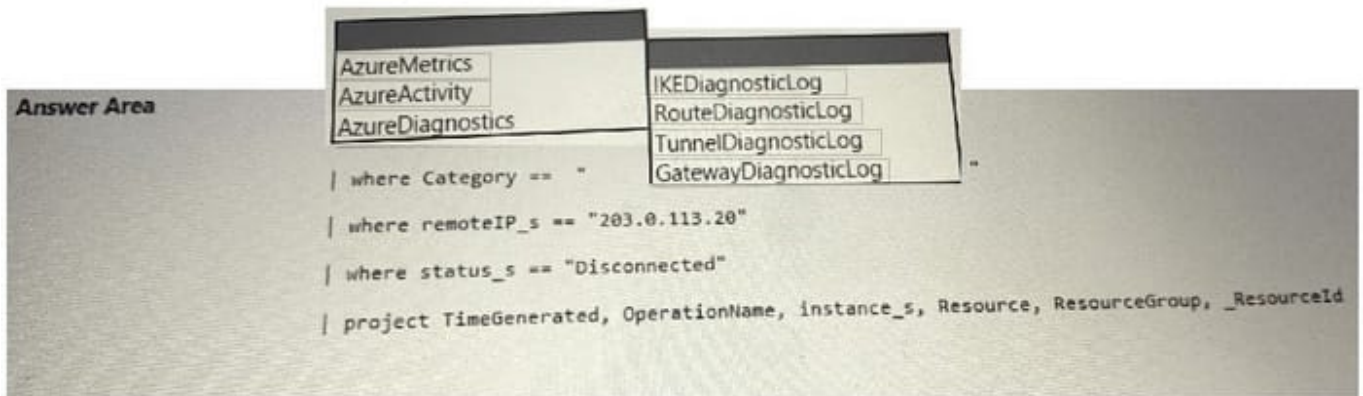 AzureMetrics
AzureActivity
AzureDiagnostics
IKEDiagnosticLog
RouteDiagnosticLog
TunnelDiagnosticLog
GatewayDiagnosticLog
Answer Area
| where Category == " "
| where remoteIP_s == "203.0.113.20"
| where status_s == "Disconnected"
| project TimeGenerated, OperationName, instance_s, Resource, ResourceGroup, _ResourceId